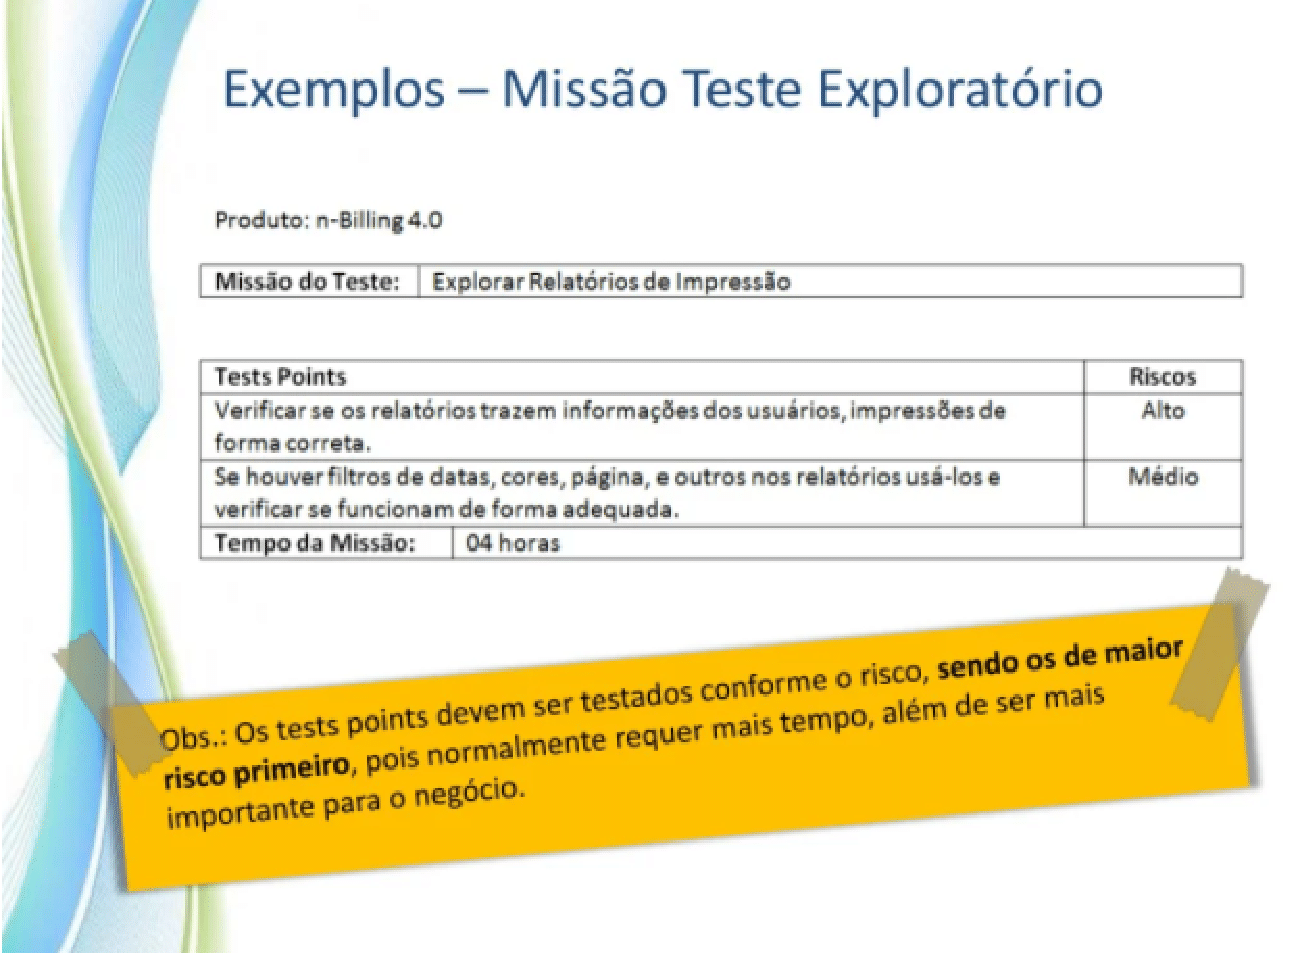 Exemplos – Missão Teste Exploratório
Produto: n-Billing 4.0
Missão do Teste: Explorar Relatórios de Impressão
Tests Points Riscos
Verificar se os relatórios trazem informações dos usuários, impressões de Alto
forma correta.
Se houver filtros de datas, cores, página, e outros nos relatórios usá-los e Médio
verificar se funcionam de forma adequada.
Tempo da Missão: 04 horas
Obs.: Os tests points devem ser testados conforme o risco, sendo os de maior
risco primeiro, pois normalmente requer mais tempo, além de ser mais
importante para o negócio.